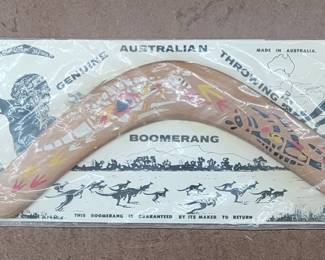 GENUINE AUSTRALIAN THROWING
MADE IN AUSTRALIA.
BOOMERANG
THIS BOOMERANG IS GUARANTEED BY ITS MAKER TO RETURN